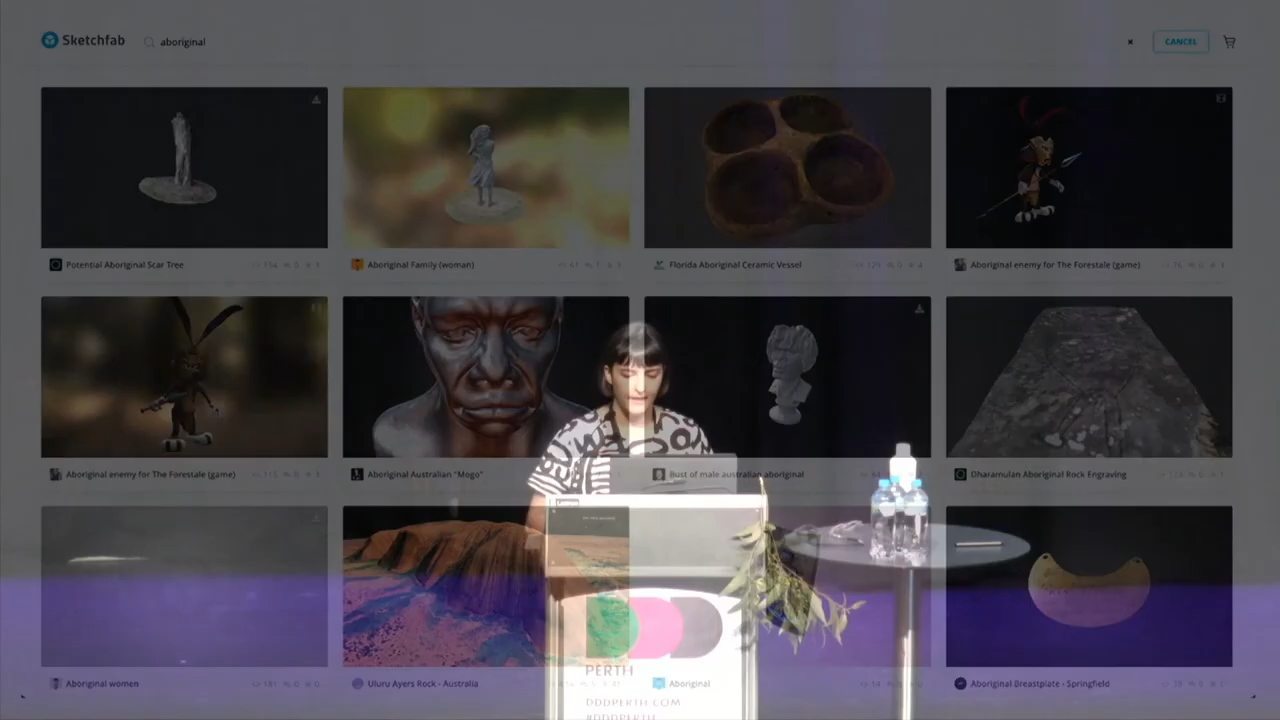 Sketchfab
aboriginal
CANCEL
Potential Aboriginal Scar Tree
Aboriginal Family (woman)
Florida Aboriginal Ceramic Vessel
Aboriginal enemy for The Forestale (game)
Aboriginal enemy for The Forestale (game)
Aboriginal Australian "Mogo"
Bust of male australian aboriginal
Dharamulan Aboriginal Rock Engraving
Aboriginal women
Uluru Ayers Rock - Australia
Aboriginal
Aboriginal Breastplate - Springfield
PERTH
DDDPERTH.COM
#DDDPERTH